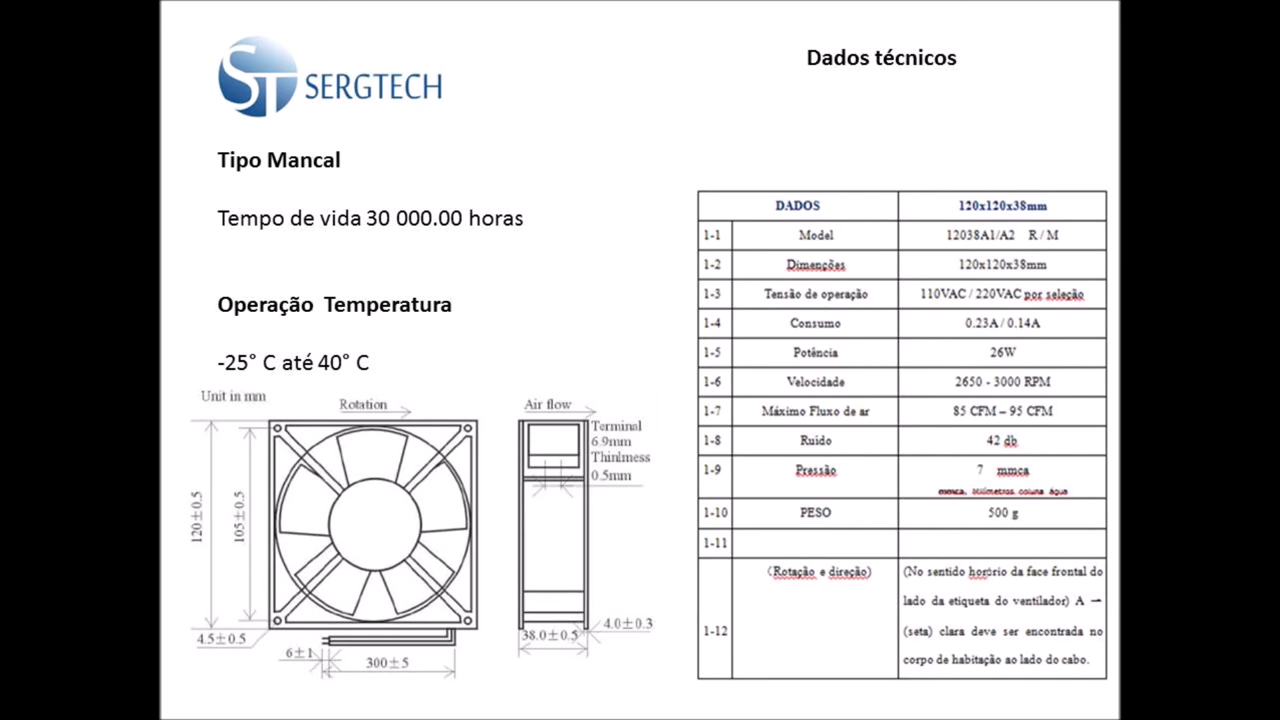 ST SERGTECH
Dados técnicos
Tipo Mancal
Tempo de vida 30 000.00 horas
Operação Temperatura
-25° C até 40° C
Unit in mm
Rotation
Air flow
Terminal
6.9mm
Thinlmess
0.5mm
120±0.5
105±0.5
4.5±0.5
6±1
300±5
38.0±0.5
4.0±0.3
DADOS 120x120x38mm
1-1 Model 12038A1/A2 R / M
1-2 Dimenções 120x120x38mm
1-3 Tensão de operação 110VAC / 220VAC por seleção
1-4 Consumo 0.23A / 0.14A
1-5 Potência 26W
1-6 Velocidade 2650 - 3000 RPM
1-7 Máximo Fluxo de ar 85 CFM – 95 CFM
1-8 Ruido 42 db
1-9 Pressão 7 mmca
mmca. Milímetros coluna água
1-10 PESO 500 g
1-11
1-12 (Rotação e direção) (No sentido horório da face frontal do
lado da etiqueta do ventilador) A →
(seta) clara deve ser encontrada no
corpo de habitação ao lado do cabo.